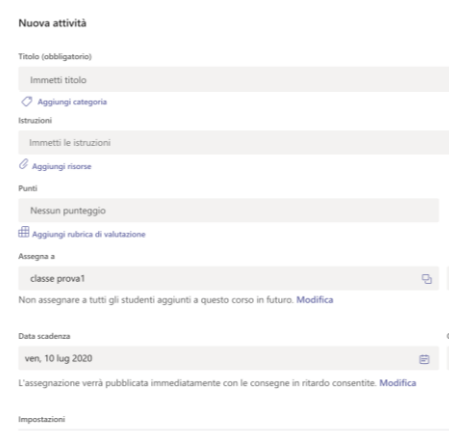 Nuova attività
Titolo (obbligatorio)
Immetti titolo
Aggiungi categoria
Istruzioni
Immetti le istruzioni
Aggiungi risorse
Punti
Nessun punteggio
Aggiungi rubrica di valutazione
Assegna a
classe prova1
Non assegnare a tutti gli studenti aggiunti a questo corso in futuro. Modifica
Data scadenza
ven, 10 lug 2020
L'assegnazione verrà pubblicata immediatamente con le consegne in ritardo consentite. Modifica
Impostazioni